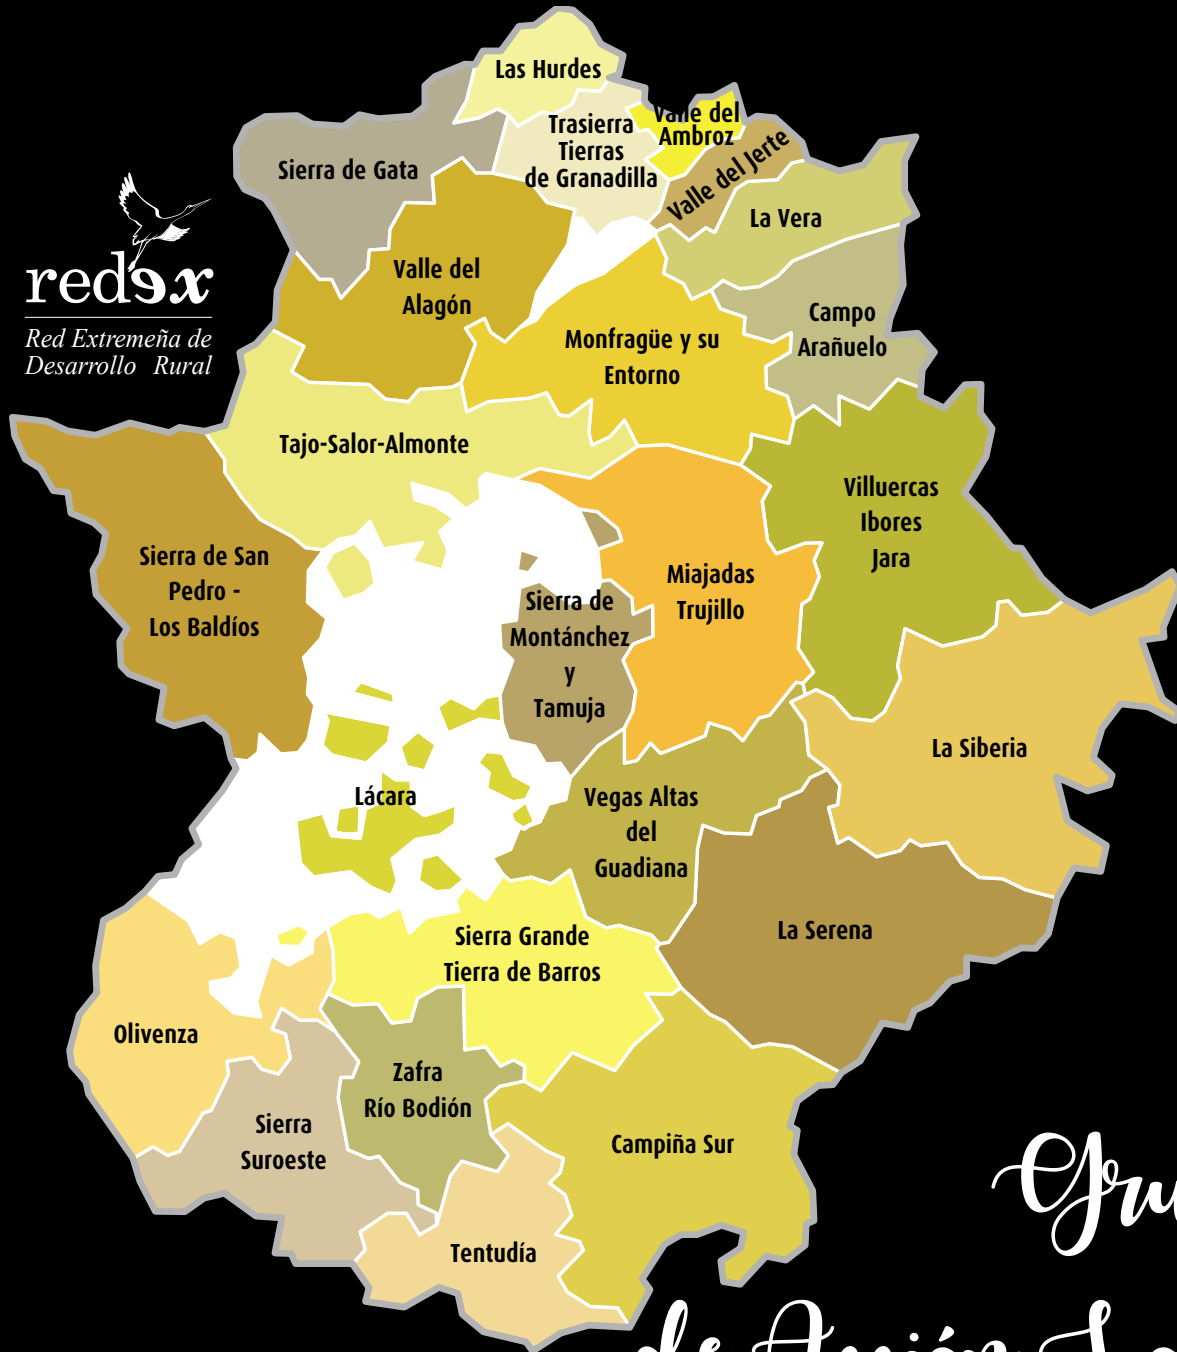 Las Hurdes
Valle del
Ambroz
Trasierra
Tierras
de Granadilla
Valle del Jerte
Sierra de Gata
La Vera
redex
Red Extremeña de
Desarrollo Rural
Valle del
Alagón
Campo
Arañuelo
Monfragüe y su
Entorno
Tajo-Salor-Almonte
Villuercas
Ibores
Jara
Sierra de San
Pedro -
Los Baldíos
Miajadas
Trujillo
Sierra de
Montánchez
y
Tamuja
La Siberia
Lácara
Vegas Altas
del
Guadiana
La Serena
Sierra Grande
Tierra de Barros
Olivenza
Zafra
Río Bodión
Sierra
Suroeste
Campiña Sur
Tentudía
de Acción